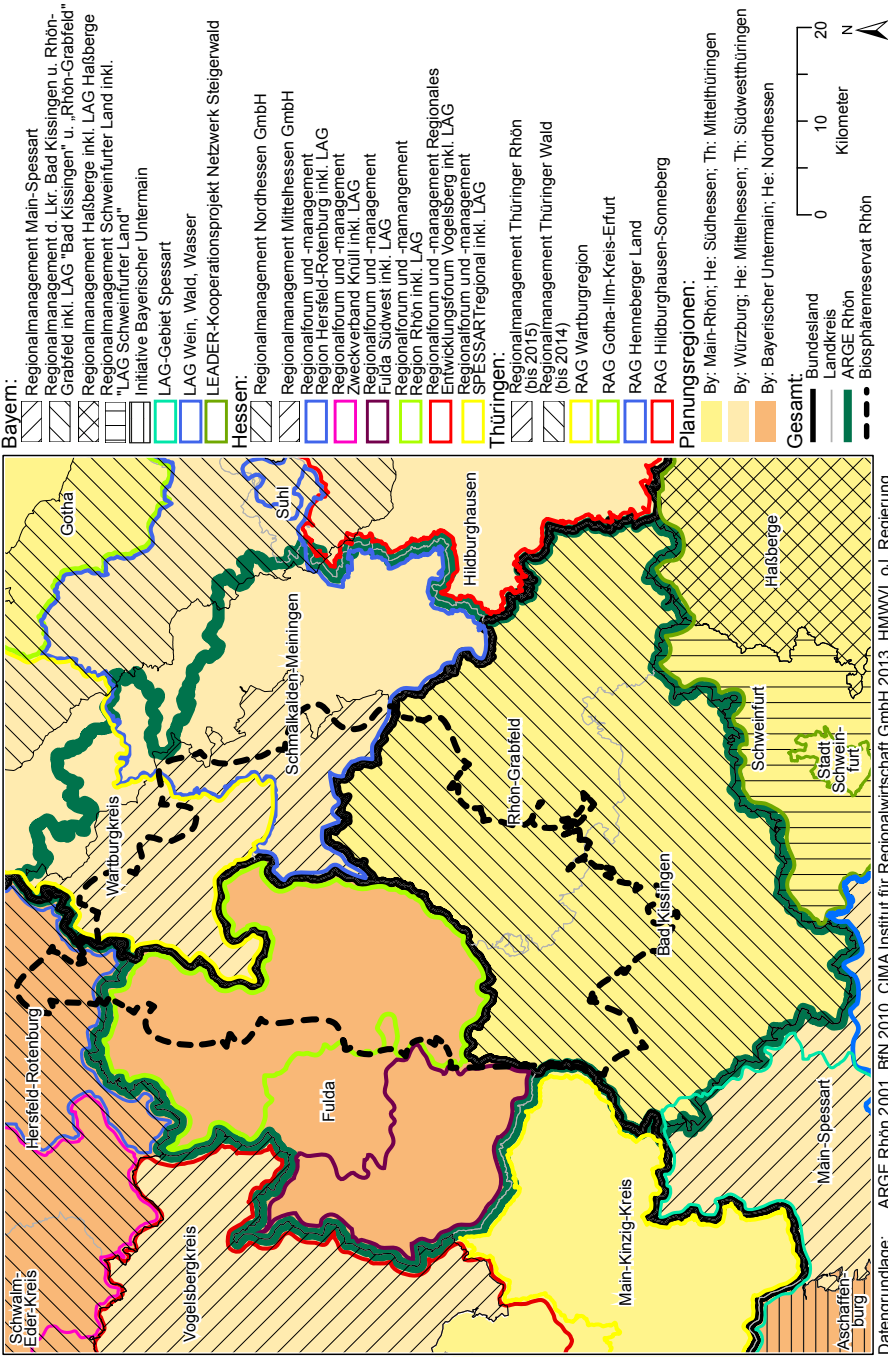 Bayern:
Regionalmanagement Main-Spessart
Regionalmanagement d. Lkr. Bad Kissingen u. Rhön-
Grabfeld inkl. LAG "Bad Kissingen" u. „Rhön-Grabfeld"
Regionalmanagement Haßberge inkl. LAG Haßberge
Regionalmanagement Schweinfurter Land inkl.
"LAG Schweinfurter Land"
Initiative Bayerischer Untermain
LAG-Gebiet Spessart
LAG Wein, Wald, Wasser
LEADER-Kooperationsprojekt Netzwerk Steigerwald
Hessen:
Regionalmanagement Nordhessen GmbH
Regionalmanagement Mittelhessen GmbH
Regionalforum und -management
Region Hersfeld-Rotenburg inkl. LAG
Regionalforum und -management
Zweckverband Knüll inkl. LAG
Regionalforum und -management
Fulda Südwest inkl. LAG
Regionalforum und -mamangement
Region Rhön inkl. LAG
Regionalforum und -management Regionales
Entwicklungsforum Vogelsberg inkl. LAG
Regionalforum und -management
SPESSARTregional inkl. LAG
Thüringen:
Regionalmanagement Thüringer Rhön
(bis 2015)
Regionalmanagement Thüringer Wald
(bis 2014)
RAG Wartburgregion
RAG Gotha-Ilm-Kreis-Erfurt
RAG Henneberger Land
RAG Hildburghausen-Sonneberg
Planungsregionen:
By: Main-Rhön; He: Südhessen; Th: Mittelthüringen
By: Würzburg; He: Mittelhessen; Th: Südwestthüringen
By: Bayerischer Untermain; He: Nordhessen
Gesamt:
Bundesland
Landkreis
ARGE Rhön
Biosphärenreservat Rhön
0 10 20
Kilometer
N
Schwalm-
Eder-Kreis
Hersfeld-Rotenburg
Wartburgkreis
Gotha
Vogelsbergkreis
Fulda
Schmalkalden-Meiningen
Suhl
Hildburghausen
Main-Kinzig-Kreis
Rhön-Grabfeld
Bad Kissingen
Aschaffen-
burg
Main-Spessart
Schweinfurt
Stadt
Schwein-
furt
Haßberge
Datengrundlage: ARGE Rhön 2001, BfN 2010, CIMA Institut für Regionalwirtschaft GmbH 2013, HMWVL o.J, Regierung